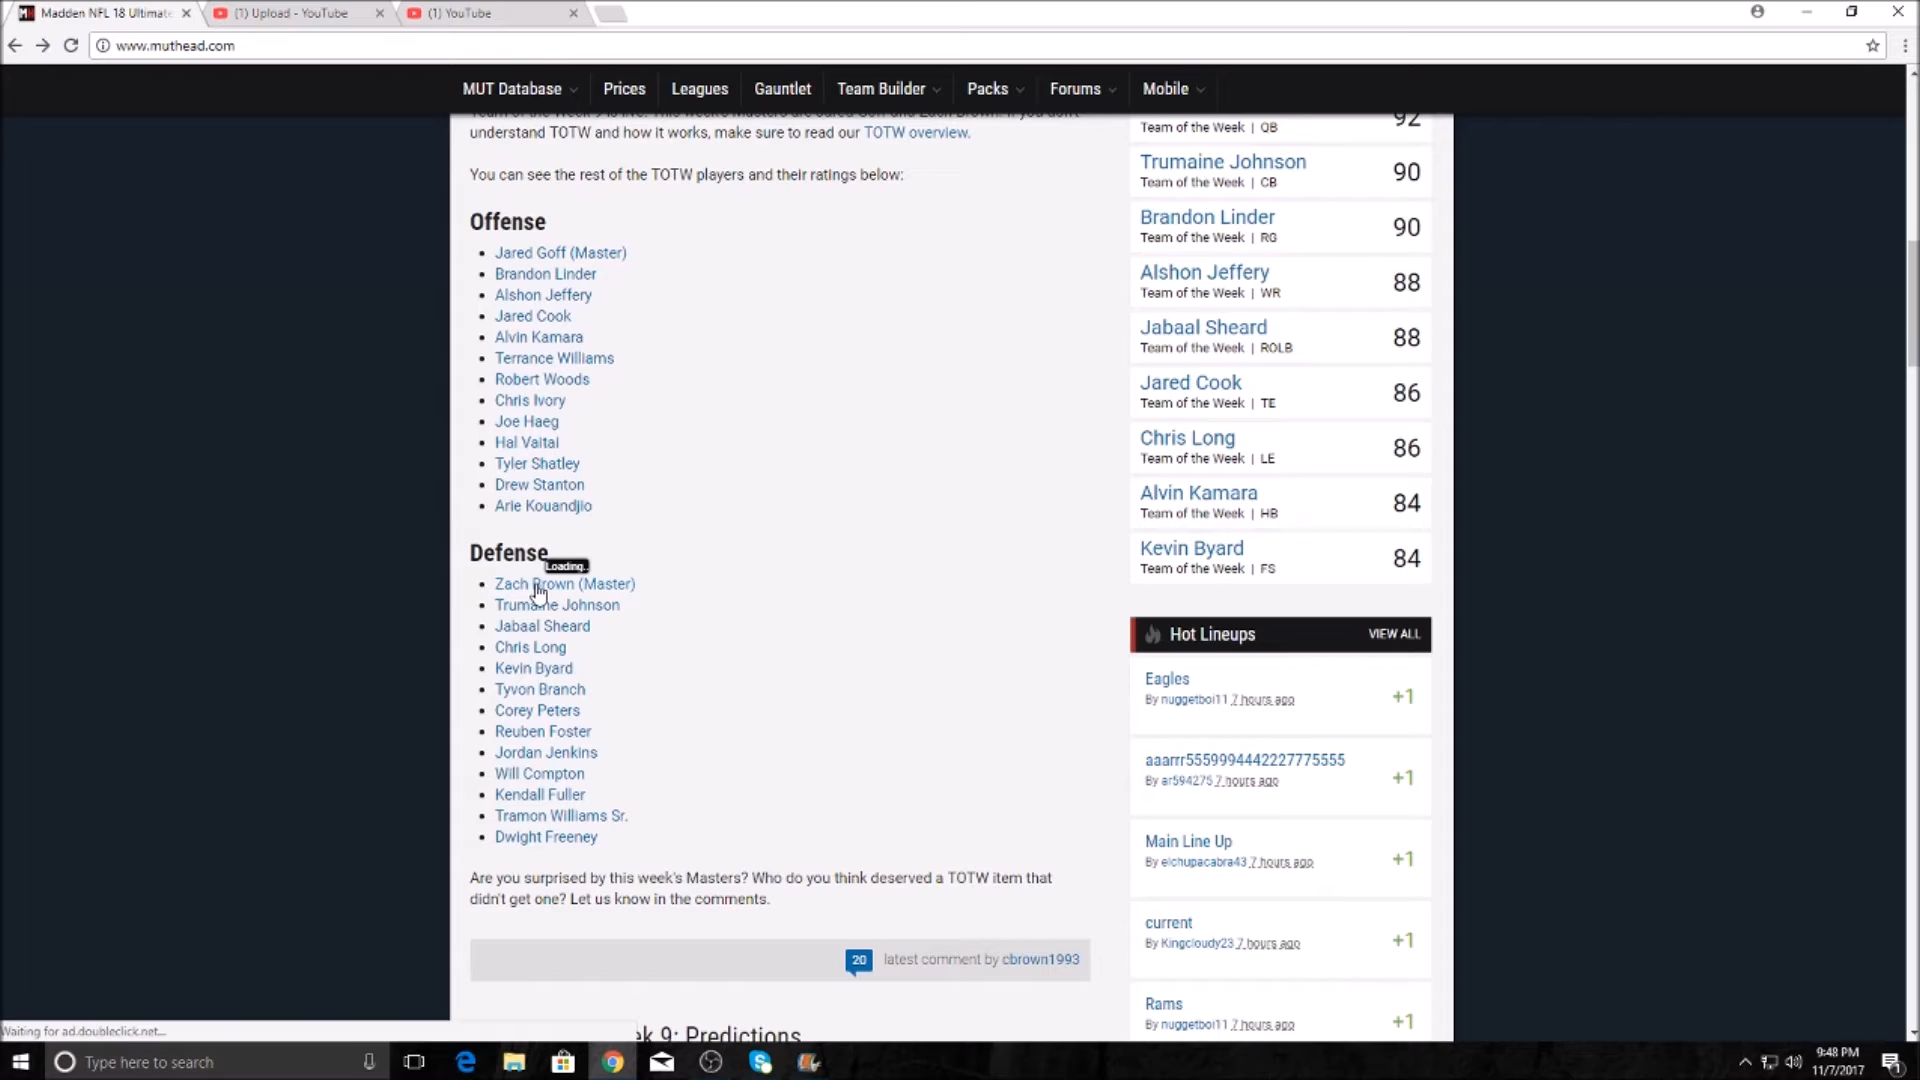 Madden NFL 18 Ultimate
(1) Upload - YouTube
(1) YouTube
www.muthead.com
MUT Database
Prices
Leagues
Gauntlet
Team Builder
Packs
Forums
Mobile
understand TOTW and how it works, make sure to read our TOTW overview.
You can see the rest of the TOTW players and their ratings below:
Offense
Jared Goff (Master)
Brandon Linder
Alshon Jeffery
Jared Cook
Alvin Kamara
Terrance Williams
Robert Woods
Chris Ivory
Joe Haeg
Hal Vaitai
Tyler Shatley
Drew Stanton
Arie Kouandjio
Defense
Loading..
Zach Brown (Master)
Trumaine Johnson
Jabaal Sheard
Chris Long
Kevin Byard
Tyvon Branch
Corey Peters
Reuben Foster
Jordan Jenkins
Will Compton
Kendall Fuller
Tramon Williams Sr.
Dwight Freeney
Are you surprised by this week's Masters? Who do you think deserved a TOTW item that
didn't get one? Let us know in the comments.
20 latest comment by cbrown1993
ek 9: Predictions
92
Team of the Week | QB
Trumaine Johnson
90
Team of the Week | CB
Brandon Linder
90
Team of the Week | RG
Alshon Jeffery
88
Team of the Week | WR
Jabaal Sheard
88
Team of the Week | ROLB
Jared Cook
86
Team of the Week | TE
Chris Long
86
Team of the Week | LE
Alvin Kamara
84
Team of the Week | HB
Kevin Byard
84
Team of the Week | FS
Hot Lineups VIEW ALL
Eagles
By nuggetboi11 7 hours ago
+1
aaarrr5559994442227775555
By ar594275 7 hours ago
+1
Main Line Up
By elchupacabra43 7 hours ago
+1
current
By Kingcloudy23 7 hours ago
+1
Rams
By nuggetboi11 7 hours ago
+1
Waiting for ad.doubleclick.net...
Type here to search
9:48 PM
11/7/2017
1